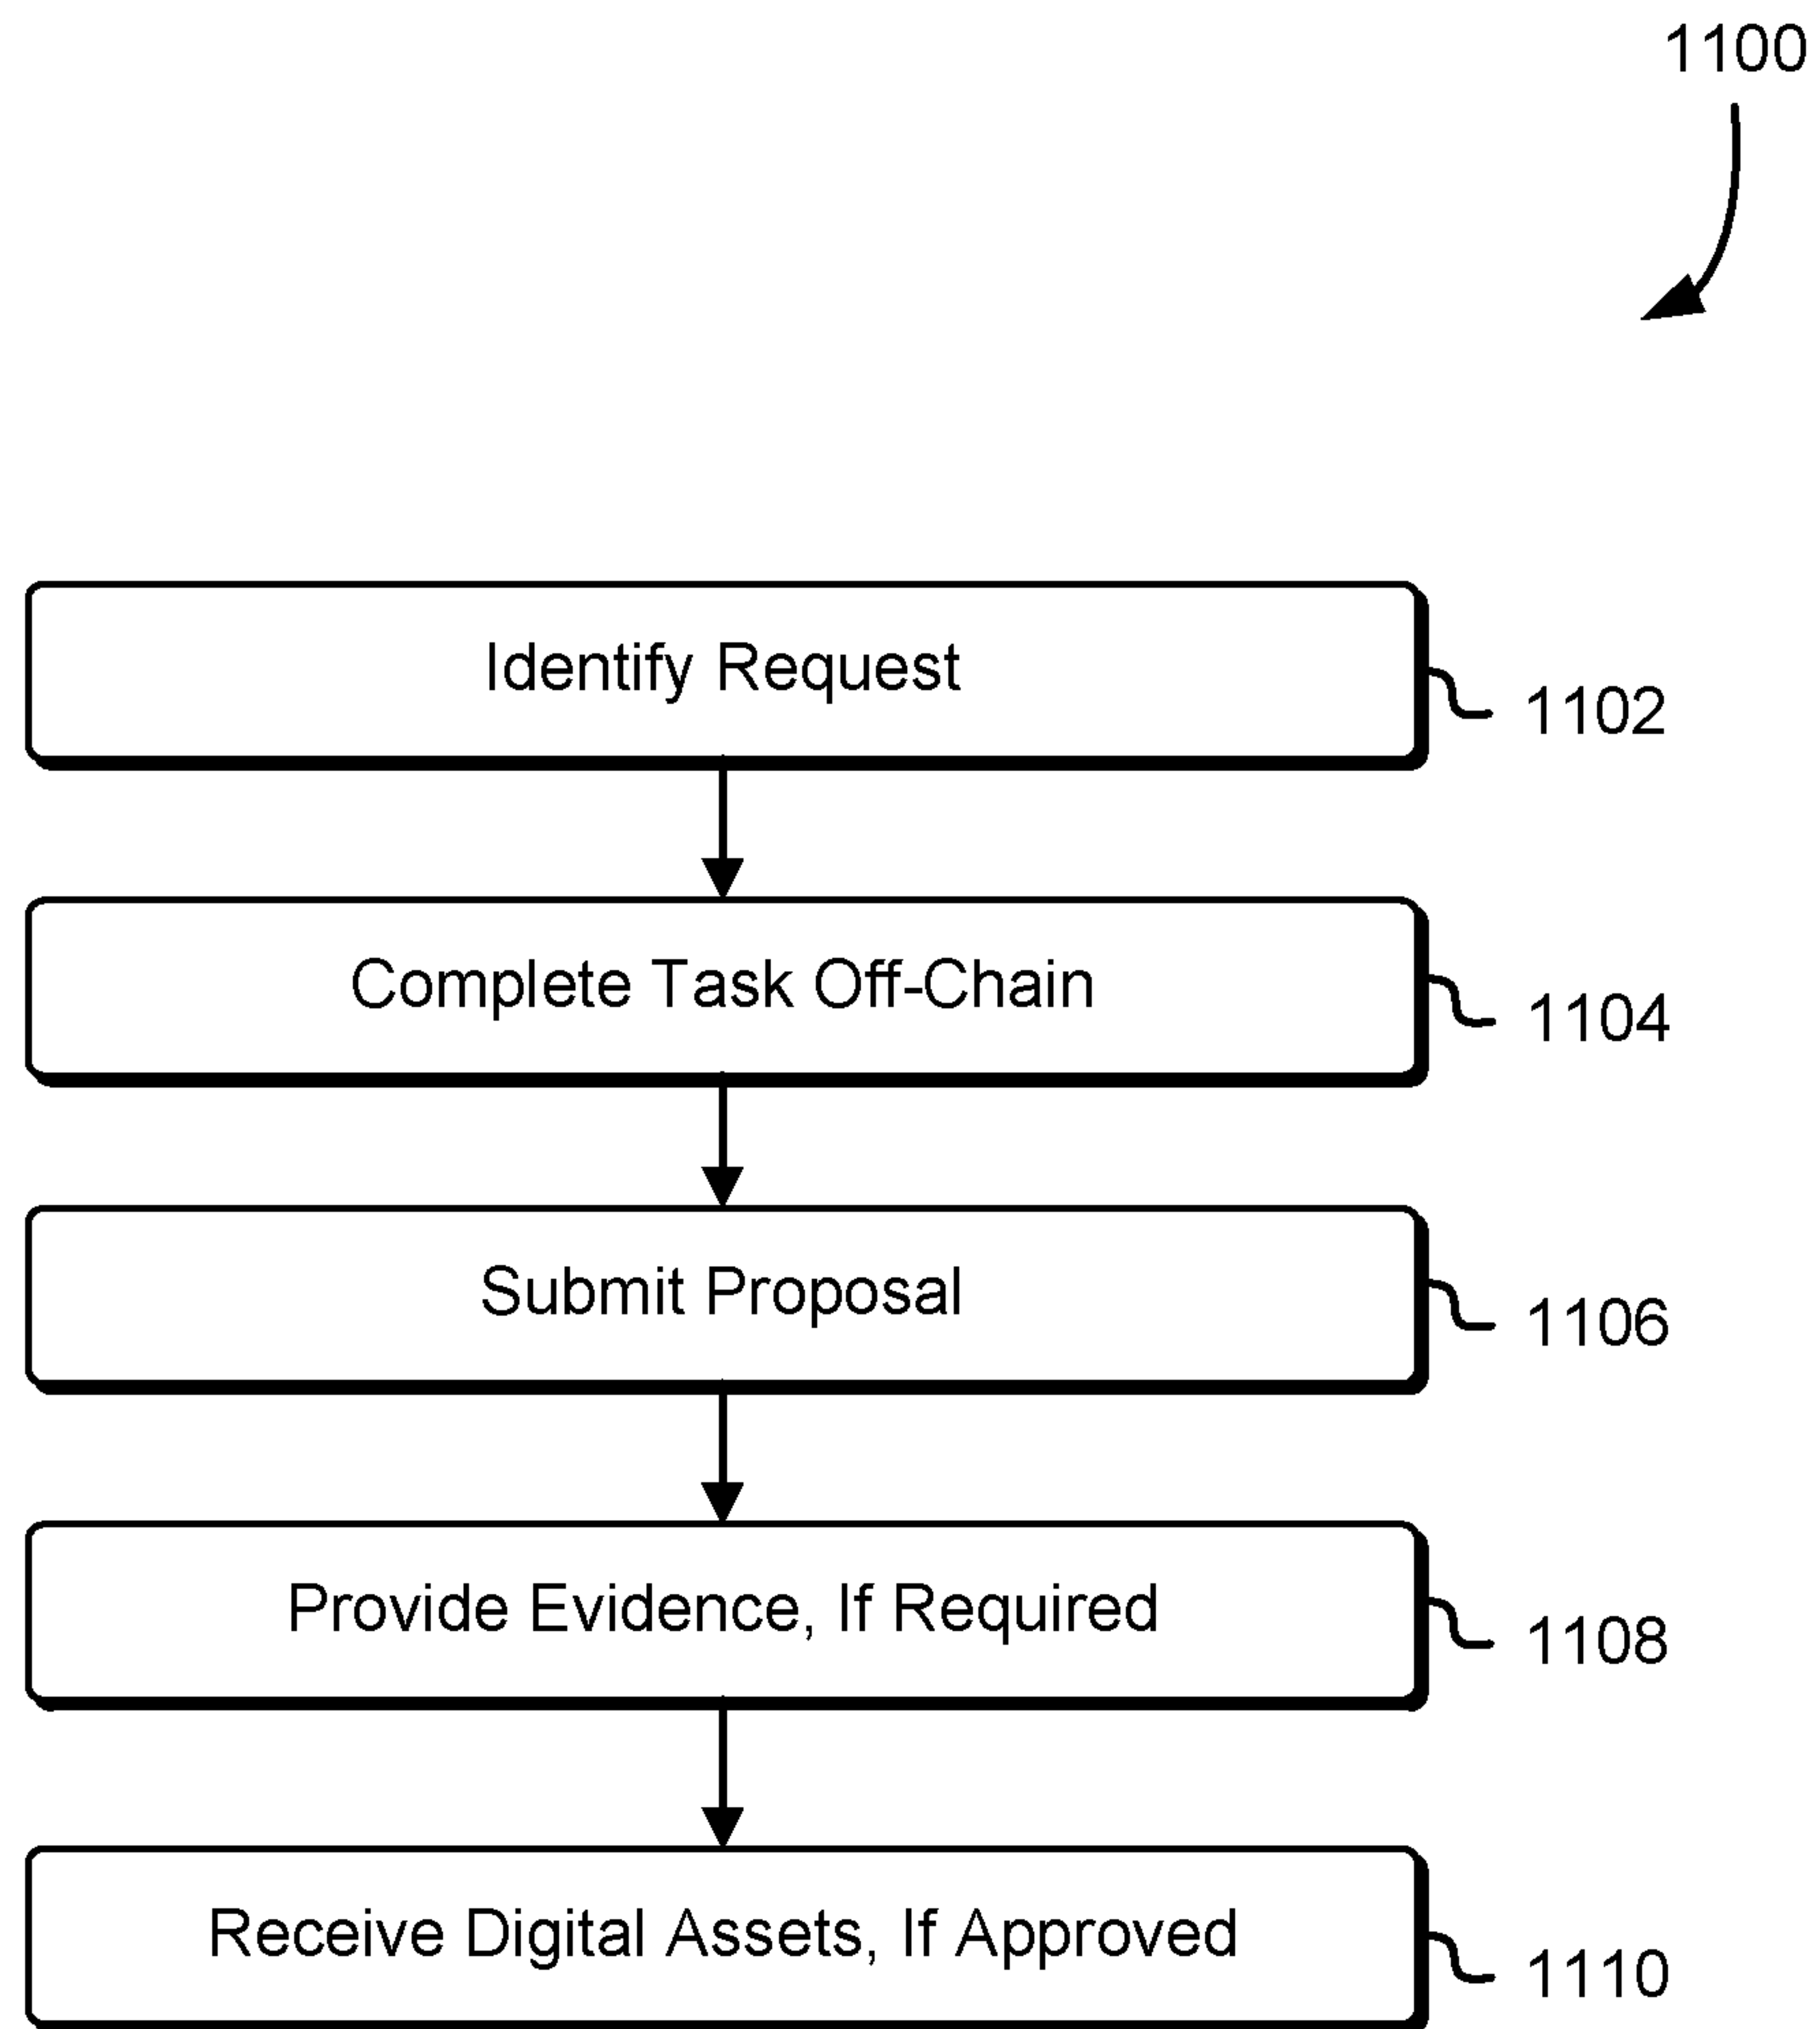 1100
Identify Request
1102
Complete Task Off-Chain
1104
Submit Proposal
1106
Provide Evidence, If Required
1108
Receive Digital Assets, If Approved
1110